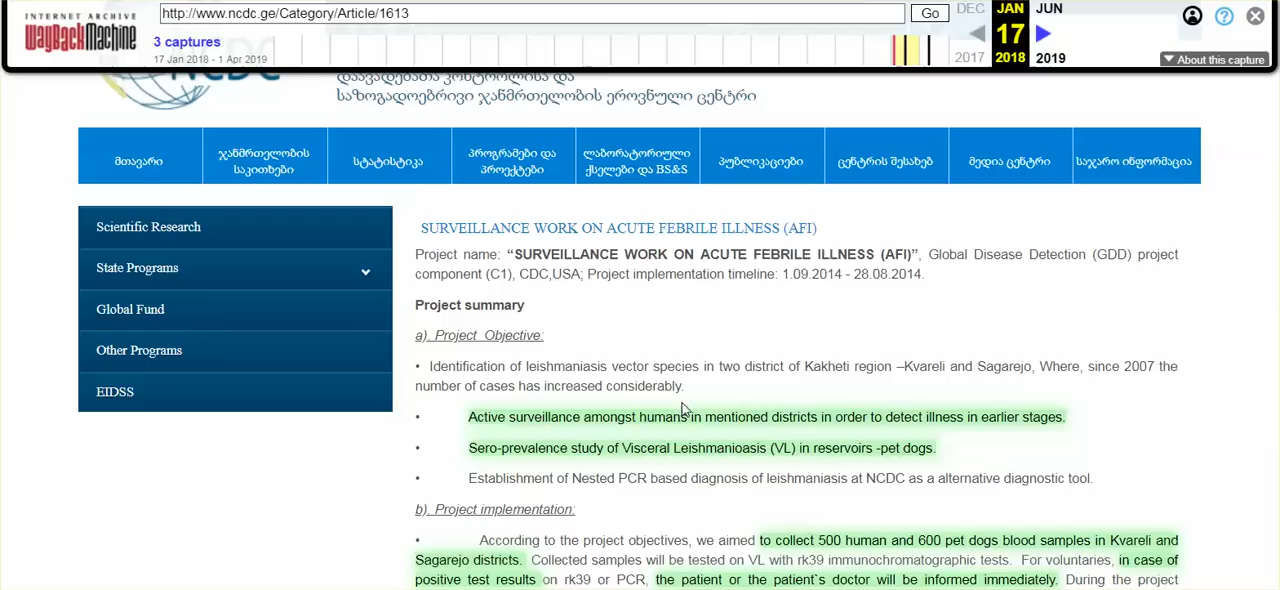 INTERNET ARCHIVE
WayBackMachine
http://www.ncdc.ge/Category/Article/1613
Go
DEC
JAN
JUN
3 captures
17
17 Jan 2018 - 1 Apr 2019
2017
2018
2019
About this capture
NCDC
დაავადებათა კონტროლისა და
საზოგადოებრივი ჯანმრთელობის ეროვნული ცენტრი
მთავარი
ჯანმრთელობის
საკითხები
სტატისტიკა
პროგრამები და
პროექტები
ლაბორატორიული
ქსელები და BS&S
პუბლიკაციები
ცენტრის შესახებ
მედია ცენტრი
საჯარო ინფორმაცია
Scientific Research
State Programs
Global Fund
Other Programs
EIDSS
SURVEILLANCE WORK ON ACUTE FEBRILE ILLNESS (AFI)
Project name: “SURVEILLANCE WORK ON ACUTE FEBRILE ILLNESS (AFI)”, Global Disease Detection (GDD) project
component (C1), CDC,USA; Project implementation timeline: 1.09.2014 - 28.08.2014.
Project summary
a). Project Objective:
• Identification of leishmaniasis vector species in two district of Kakheti region –Kvareli and Sagarejo, Where, since 2007 the
number of cases has increased considerably.
• Active surveillance amongst humans in mentioned districts in order to detect illness in earlier stages.
• Sero-prevalence study of Visceral Leishmanioasis (VL) in reservoirs -pet dogs.
• Establishment of Nested PCR based diagnosis of leishmaniasis at NCDC as a alternative diagnostic tool.
b). Project implementation:
• According to the project objectives, we aimed to collect 500 human and 600 pet dogs blood samples in Kvareli and
Sagarejo districts. Collected samples will be tested on VL with rk39 immunochromatographic tests. For voluntaries, in case of
positive test results on rk39 or PCR, the patient or the patient`s doctor will be informed immediately. During the project